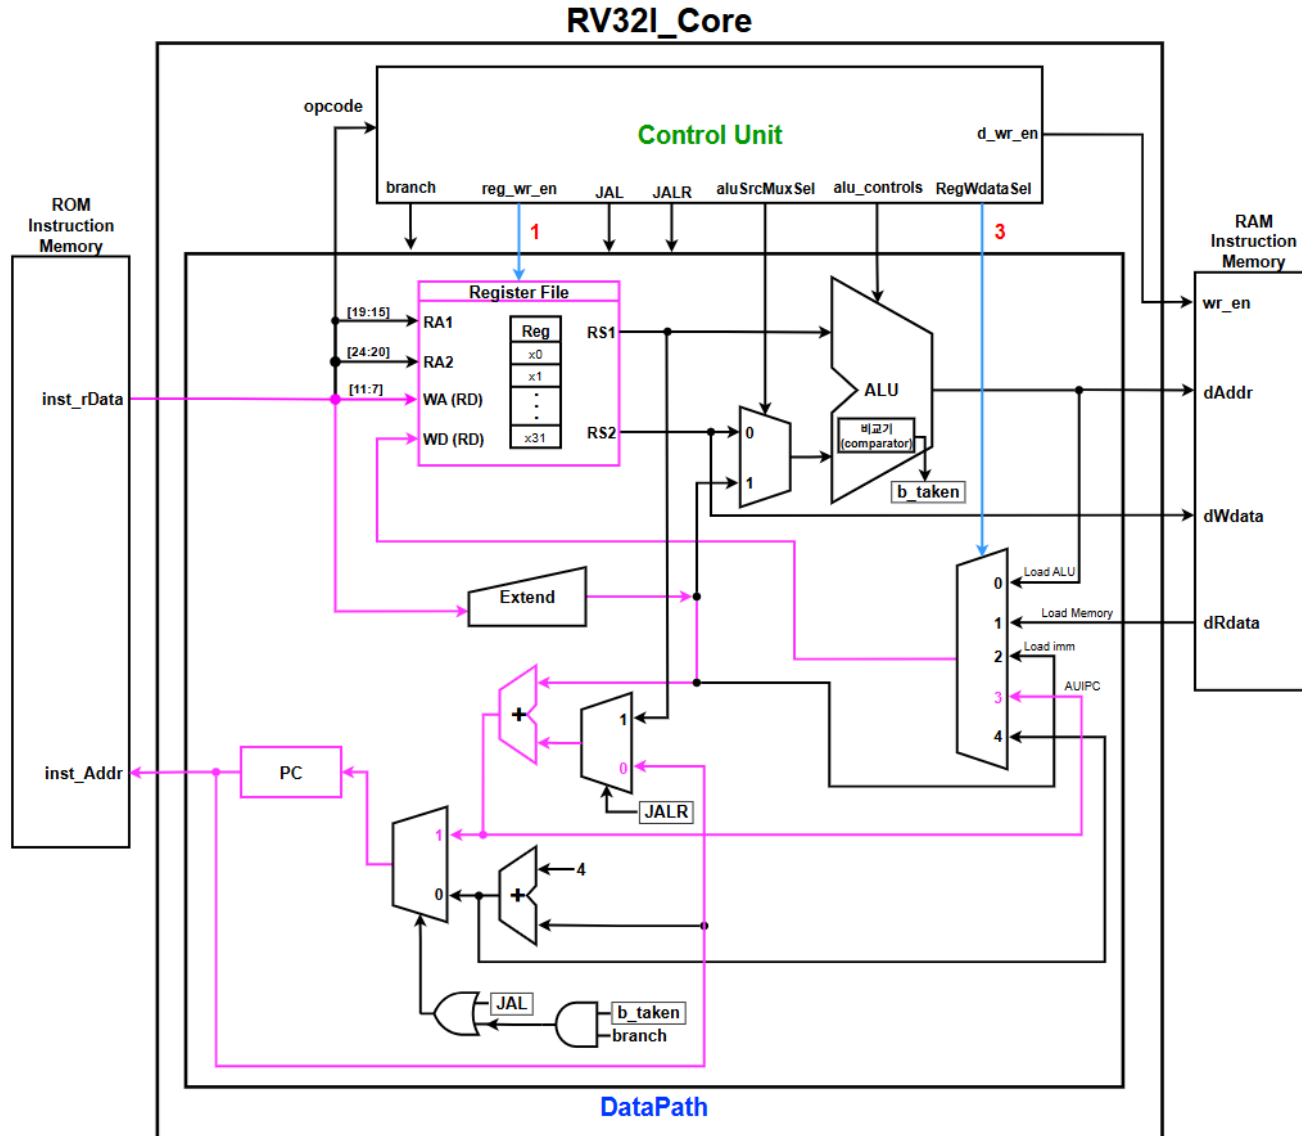 RV32I_Core
opcode
Control Unit
d_wr_en
branch
reg_wr_en
JAL
JALR
aluSrcMuxSel
alu_controls
RegWdataSel
ROM
Instruction
Memory
1
3
RAM
Instruction
Memory
Register File
[19:15]
RA1
Reg
RS1
wr_en
x0
[24:20]
RA2
x1
inst_rData
[11:7]
WA (RD)
ALU
dAddr
WD (RD)
x31
RS2
0
비교기
(comparator)
1
b_taken
dWdata
Load ALU
0
Extend
Load Memory
1
dRdata
Load imm
2
AUIPC
3
+
1
4
inst_Addr
PC
0
JALR
1
4
0
+
JAL
b_taken
branch
DataPath